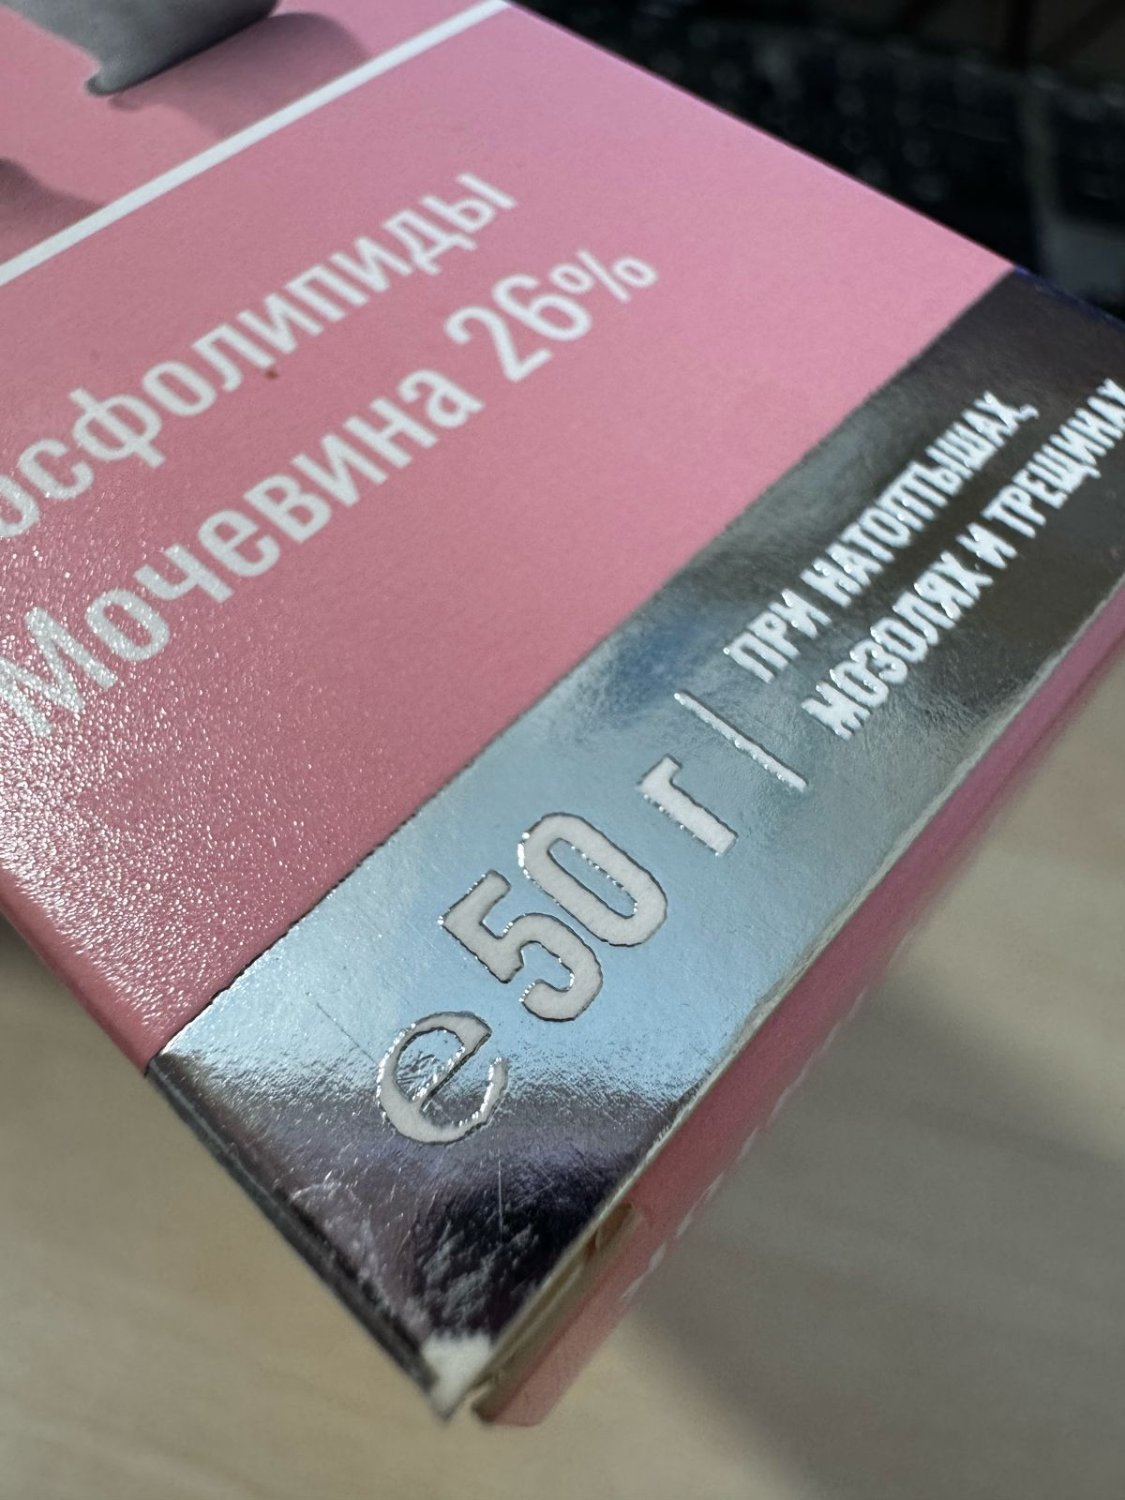 осфолипиды
Мочевина 26%
e 50 г | ПРИ НАТОПТЫШАХ,
МОЗОЛЯХ И ТРЕЩИНАХ